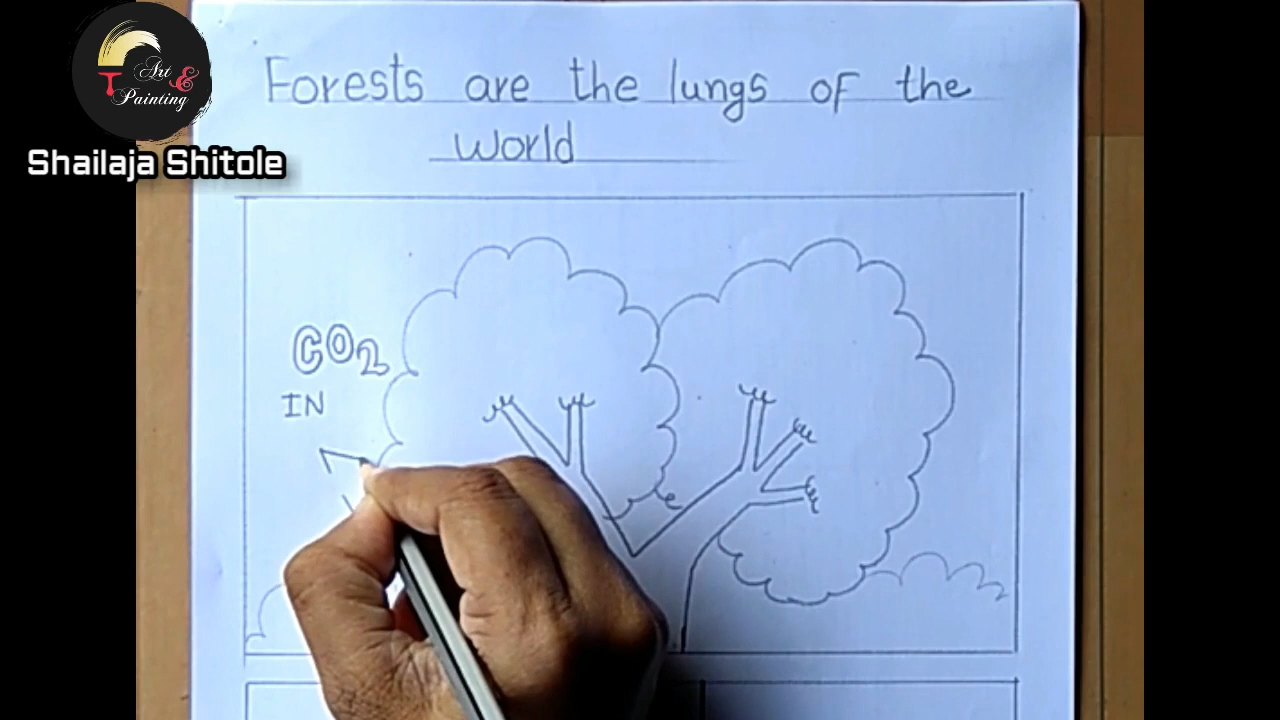 Art &
Painting
Shailaja Shitole
Forests are the lungs of the
world
CO2
IN